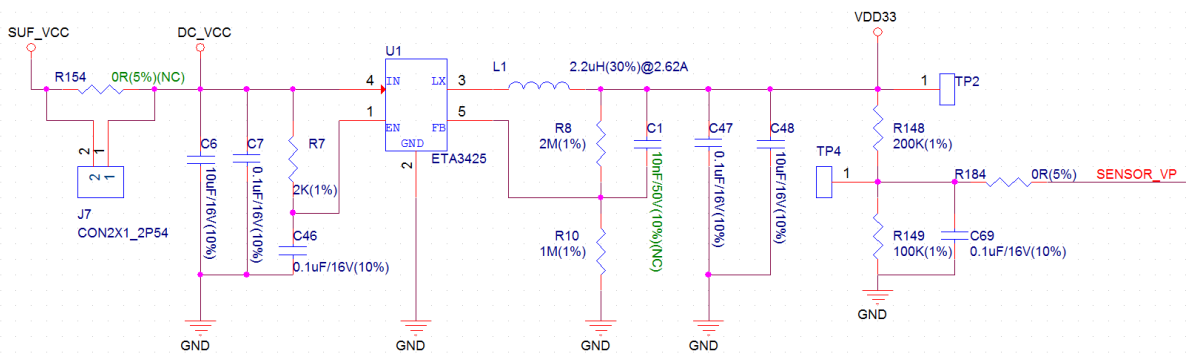 VDD33
SUF_VCC
DC_VCC
U1
R154
0R(5%)(NC)
L1
2.2uH(30%)@2.62A
4
IN
LX
3
1
TP2
1
EN
FB
5
GND
ETA3425
2
C6
10uF/16V(10%)
C7
0.1uF/16V(10%)
R7
2K(1%)
C46
0.1uF/16V(10%)
R8
2M(1%)
C1
10nF/50V(10%)(NC)
C47
0.1uF/16V(10%)
C48
10uF/16V(10%)
R148
200K(1%)
TP4
1
R184
0R(5%)
SENSOR_VP
2
1
2
1
J7
CON2X1_2P54
R10
1M(1%)
R149
100K(1%)
C69
0.1uF/16V(10%)
GND
GND
GND
GND
GND